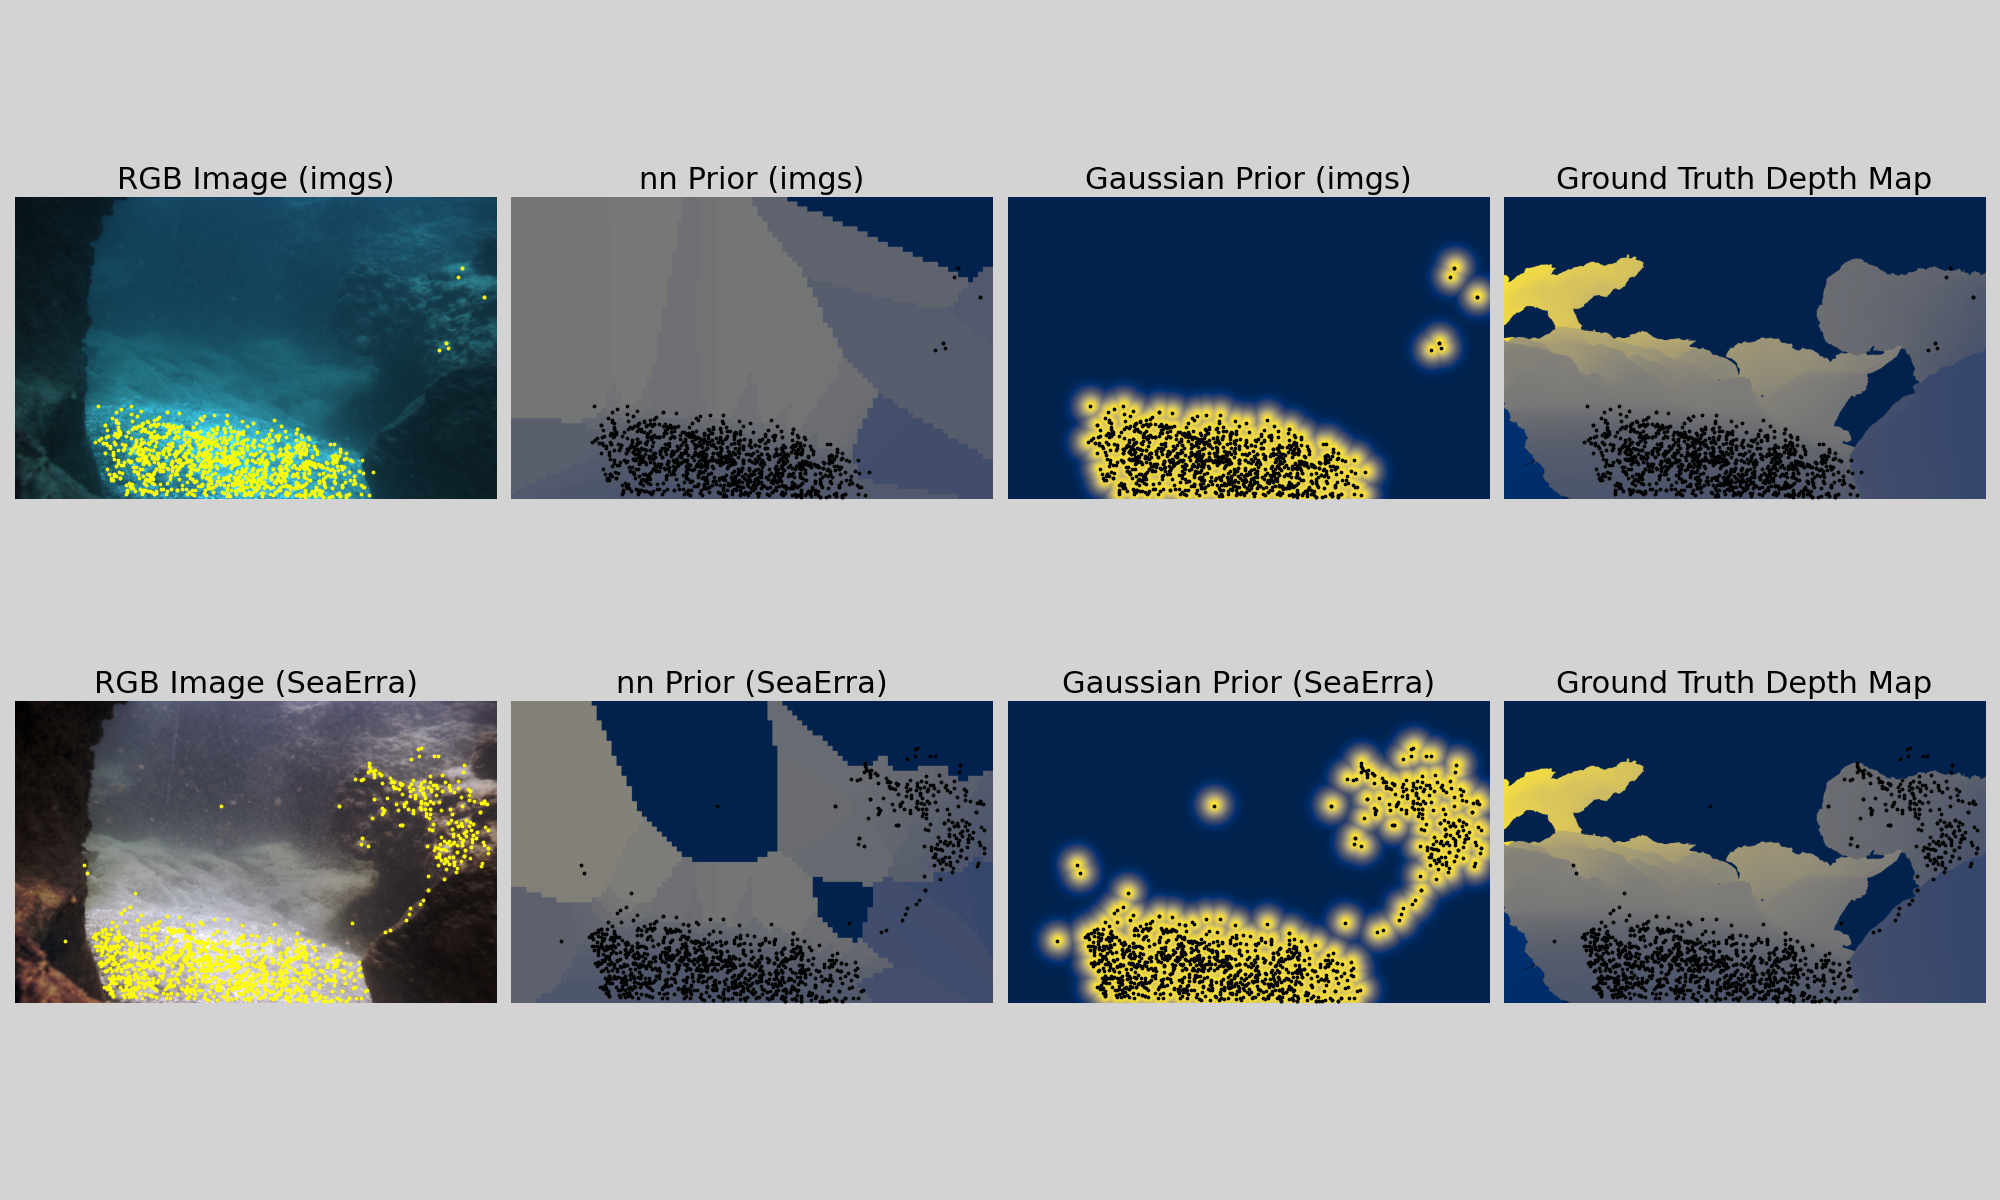 RGB Image (imgs)
nn Prior (imgs)
Gaussian Prior (imgs)
Ground Truth Depth Map
RGB Image (SeaErra)
nn Prior (SeaErra)
Gaussian Prior (SeaErra)
Ground Truth Depth Map